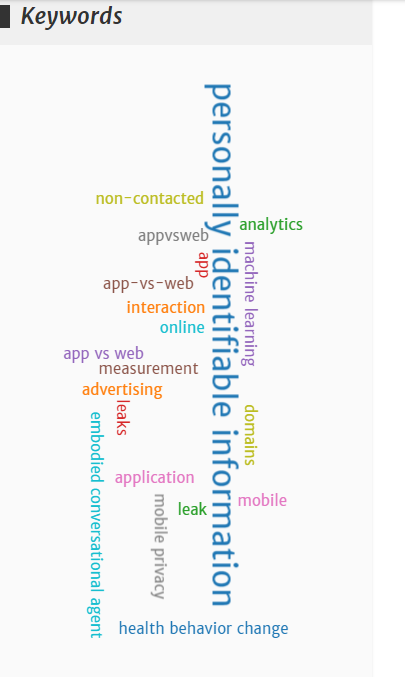 Keywords
personally identifiable information
non-contacted
analytics
appvsweb
machine learning
app
app-vs-web
interaction
online
app vs web
measurement
advertising
leaks
domains
embodied conversational agent
application
mobile privacy
mobile
leak
health behavior change